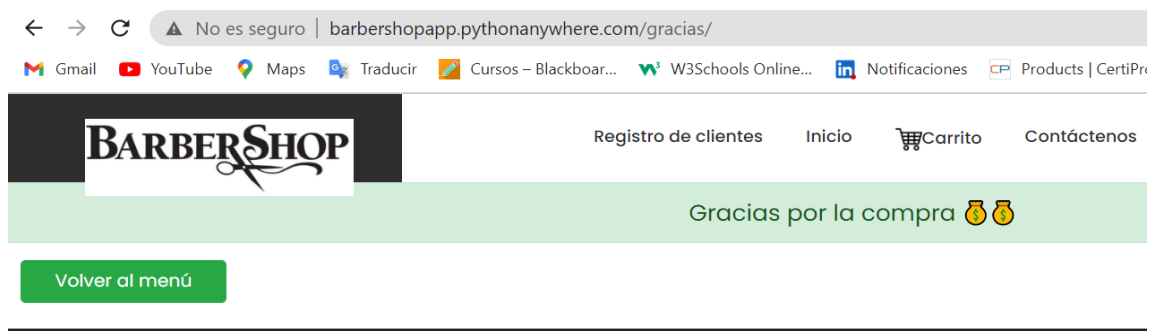 No es seguro | barbershopapp.pythonanywhere.com/gracias/
Gmail YouTube Maps Traducir Cursos – Blackboar... W3Schools Online... Notificaciones Products | CertiPro
BARBERSHOP Registro de clientes Inicio Carrito Contáctenos
Gracias por la compra 💰💰
Volver al menú